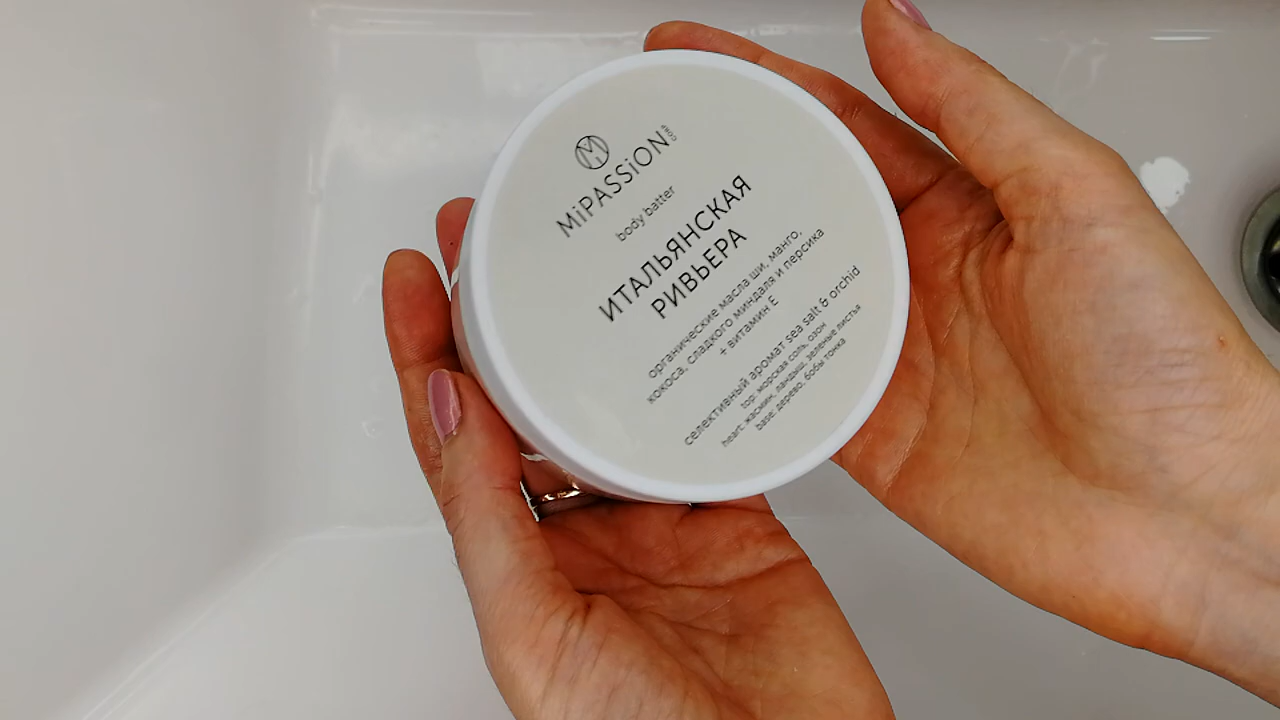 MiPASSiON
body batter
ИТАЛЬЯНСКАЯ
РИВЬЕРА
органические масла ши, манго,
кокоса, сладкого миндаля и персика
+ витамин Е
селективный аромат sea salt & orchid
top: морская соль, озон
heart: жасмин, ландыш, зеленые листья
base: дерево, бобы тонка